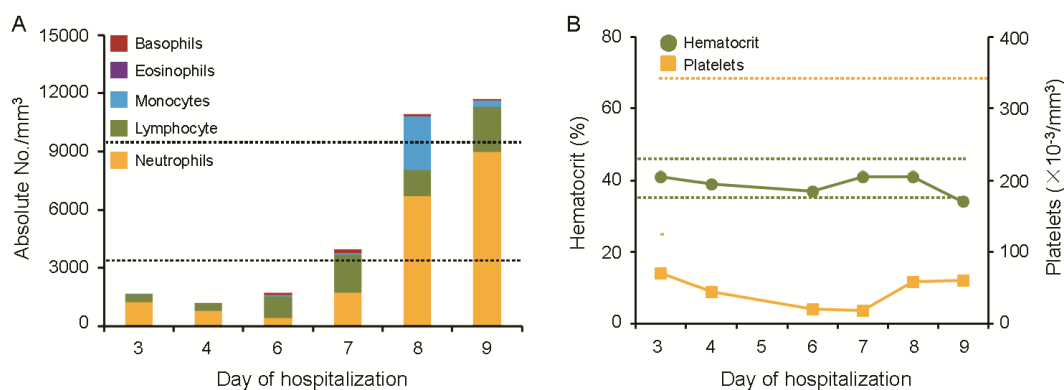 A
15000
12000
9000
6000
3000
0
Absolute No./mm³
Basophils
Eosinophils
Monocytes
Lymphocyte
Neutrophils
3 4 6 7 8 9
Day of hospitalization
B
80
60
40
20
0
Hematocrit (%)
Hematocrit
Platelets
400
300
200
100
0
Platelets (×10⁻³/mm³)
3 4 5 6 7 8 9
Day of hospitalization